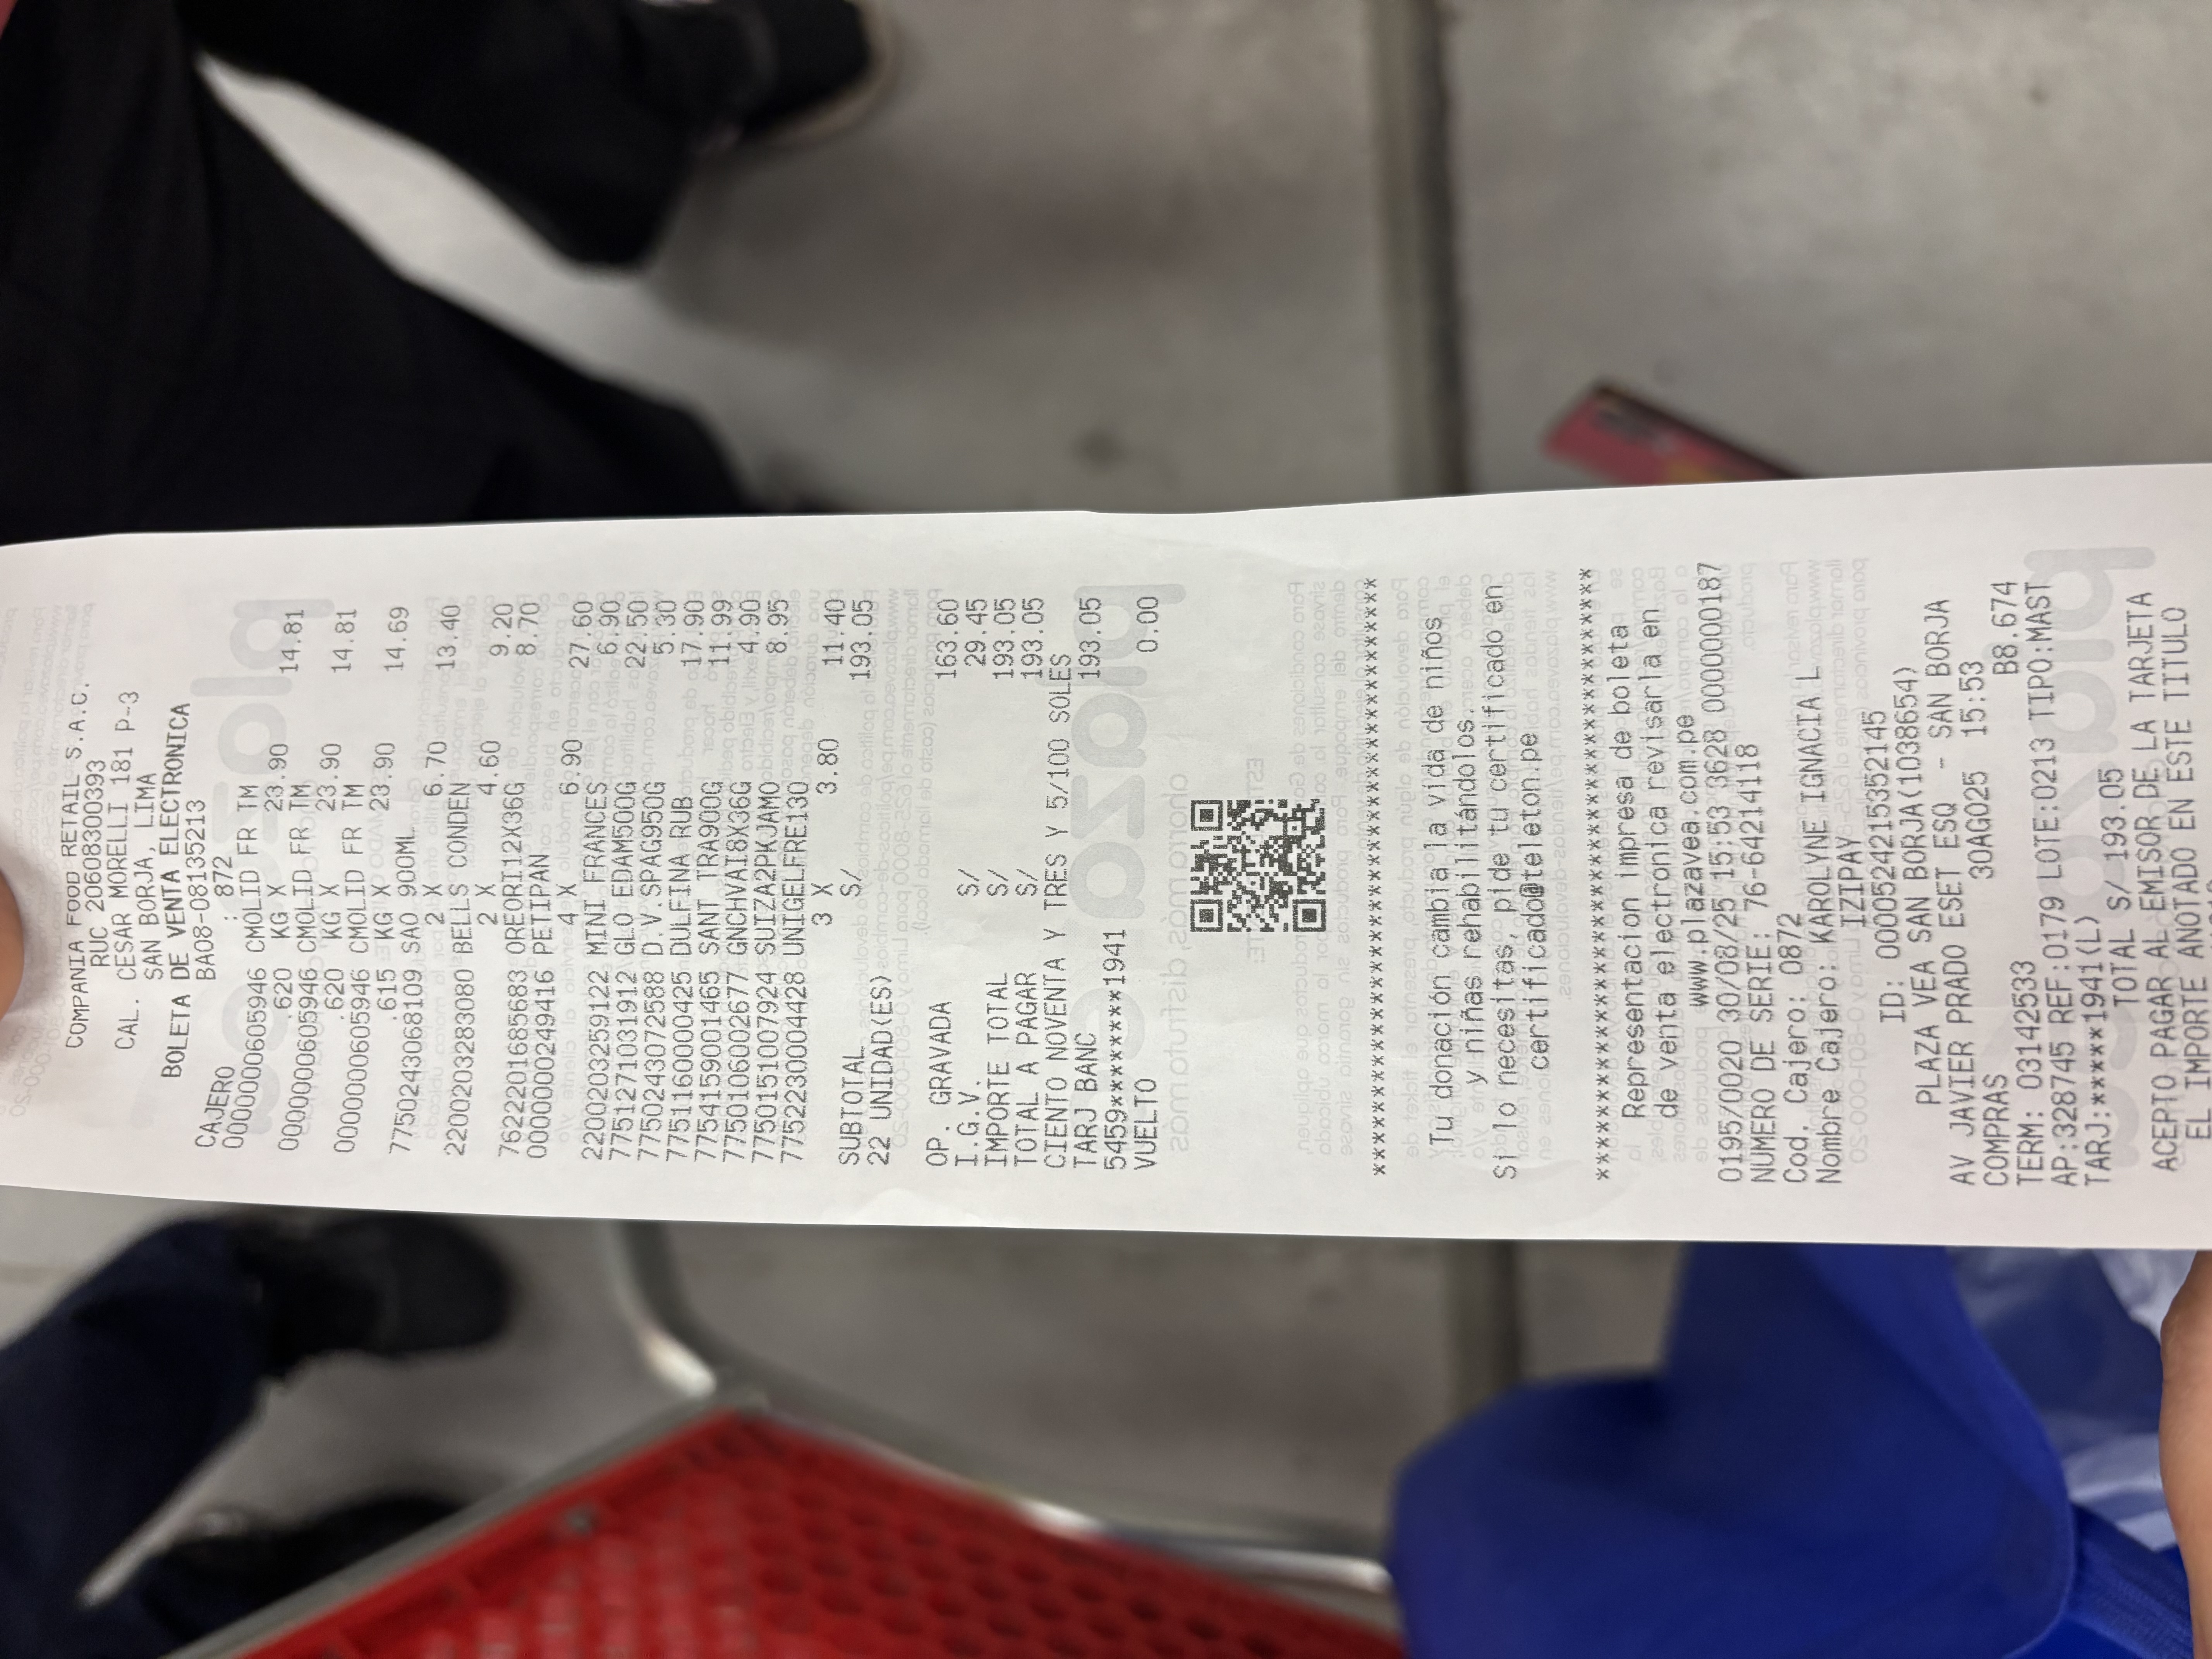 COMPANIA FOOD RETAIL S.A.C.
RUC 20608300393
CAL. CESAR MORELLI 181 P-3
SAN BORJA, LIMA
BOLETA DE VENTA ELECTRONICA
BA08-08135213
CAJERO : 872
0000000605946 CMOLID FR TM
.620 KG X 23.90 14.81
0000000605946 CMOLID FR TM
.620 KG X 23.90 14.81
0000000605946 CMOLID FR TM
.615 KG X 23.90 14.69
7750243068109 SAO 900ML
2 X 6.70 13.40
2200203283080 BELLS CONDEN
2 X 4.60 9.20
7622201685683 OREORI12X36G 8.70
0000000249416 PETIPAN
4 X 6.90 27.60
2200203259122 MINI FRANCES 6.90
7751271031912 GLO EDAM500G 22.50
7750243072588 D.V.SPAG950G 5.30
7751160000425 DULFINA RUB 17.90
7754159001465 SANT TRA900G 11.99
7750106002677 GNCHVAI8X36G 4.90
7750151007924 SUIZA2PKJAMO 8.95
7752230004428 UNIGELFRE130
3 X 3.80 11.40
SUBTOTAL S/ 193.05
22 UNIDAD(ES)
OP. GRAVADA 163.60
I.G.V. S/ 29.45
IMPORTE TOTAL S/ 193.05
TOTAL A PAGAR S/ 193.05
CIENTO NOVENTA Y TRES Y 5/100 SOLES
TARJ BANC 193.05
5459********1941
VUELTO 0.00
***************************************
Tu donación cambia la vida de niños
y niñas rehabilitándolos.
Si lo necesitas, pide tu certificado en
certificado@teleton.pe
***************************************
Representacion impresa de boleta
de venta electronica revisarla en
www.plazavea.com.pe
0195/0020 30/08/25 15:53 3628 0000000187
NUMERO DE SERIE: 76-64214118
Cod. Cajero: 0872
Nombre Cajero: KAROLYNE IGNACIA L
IZIPAY
ID: 0000524215352145
PLAZA VEA SAN BORJA(1038654)
AV JAVIER PRADO ESET ESQ - SAN BORJA
COMPRAS 30AGO25 15:53
TERM: 03142533 B8.674
AP:328745 REF:0179 LOTE:0213 TIPO:MAST
TARJ:*****1941(L)
TOTAL S/ 193.05
ACEPTO PAGAR AL EMISOR DE LA TARJETA
EL IMPORTE ANOTADO EN ESTE TITULO